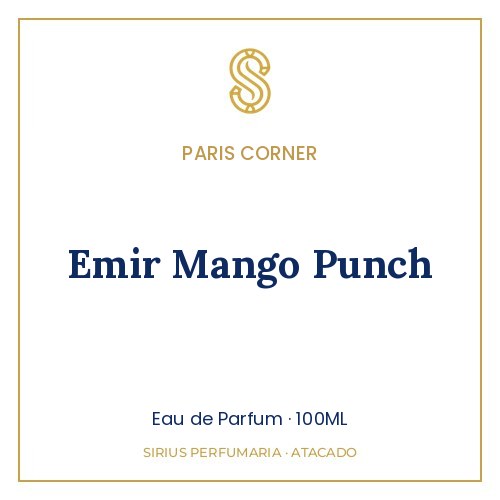 PARIS CORNER
Emir Mango Punch
Eau de Parfum · 100ML
SIRIUS PERFUMARIA · ATACADO